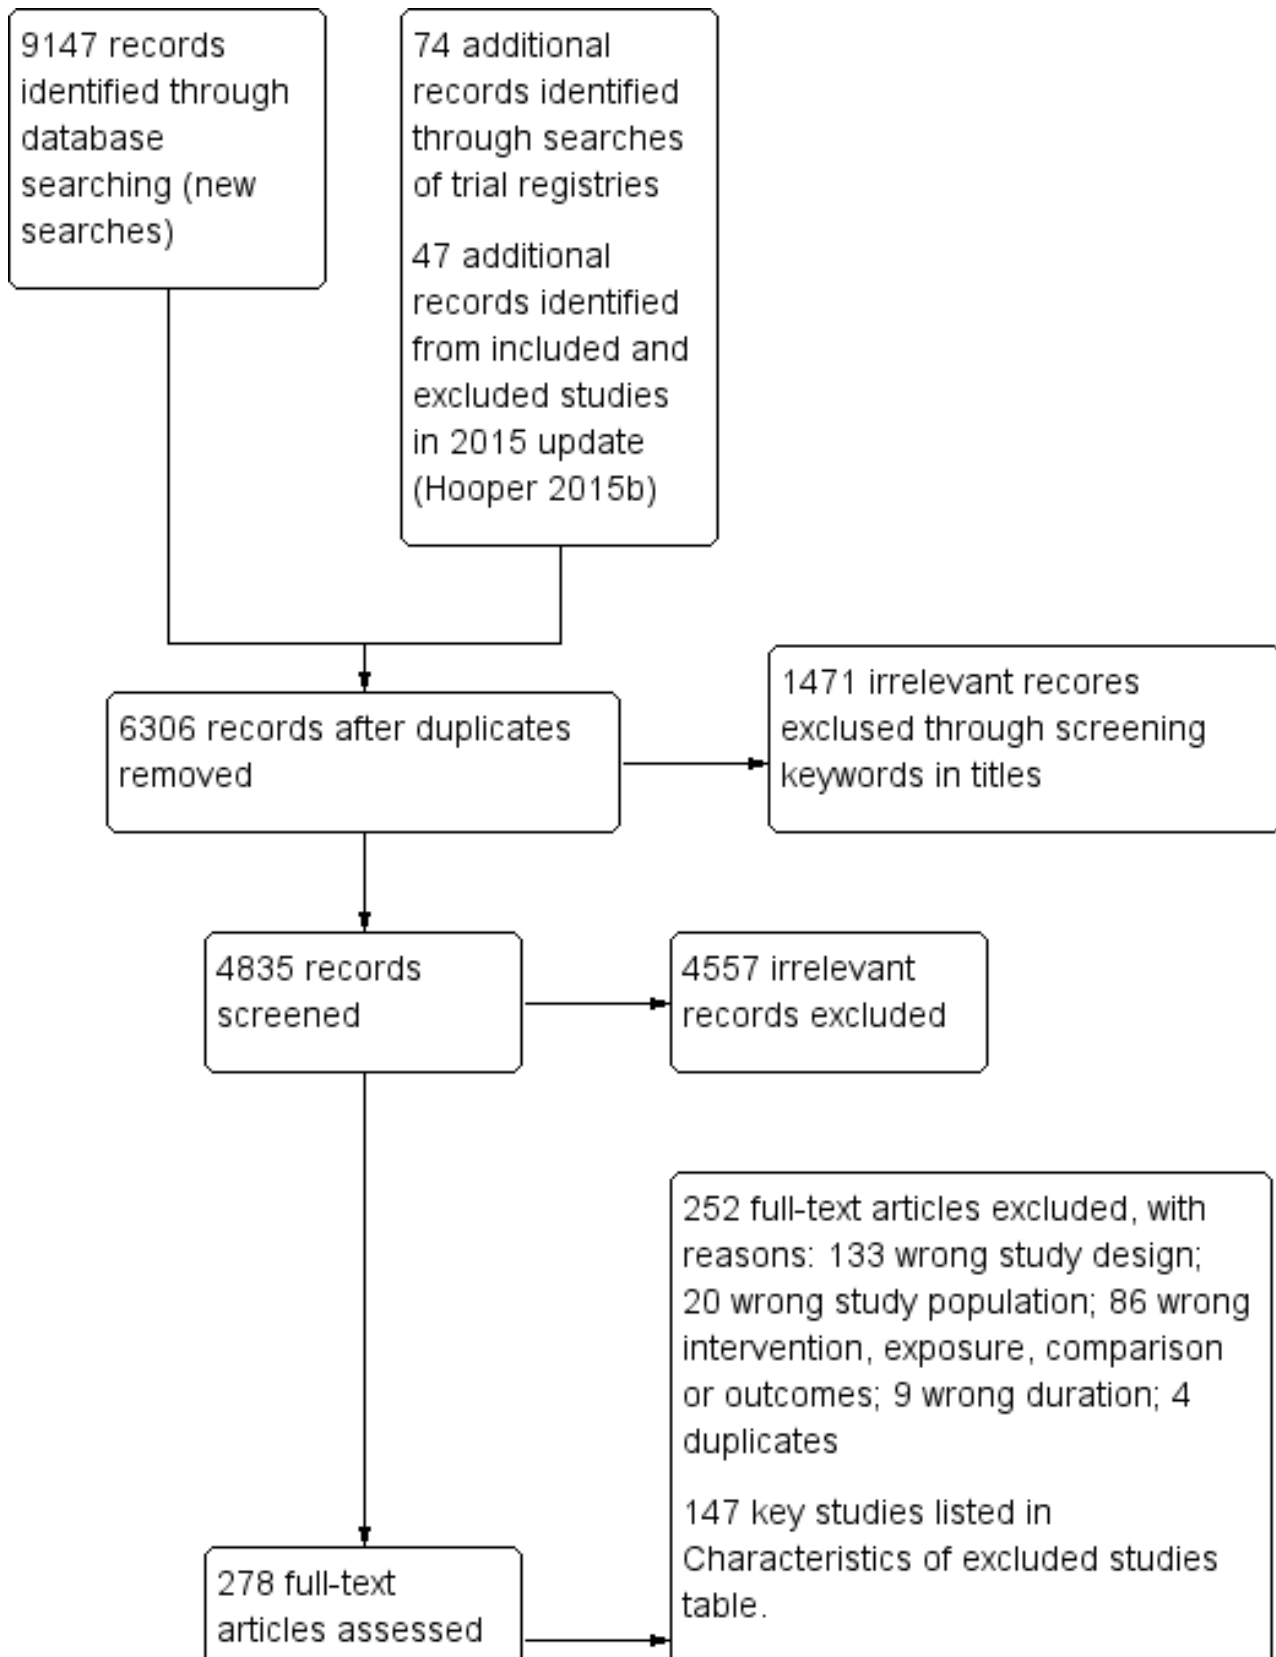 9147 records
identified through
database
searching (new
searches)
74 additional
records identified
through searches
of trial registries
47 additional
records identified
from included and
excluded studies
in 2015 update
(Hooper 2015b)
6306 records after duplicates
removed
1471 irrelevant recores
exclused through screening
keywords in titles
4835 records
screened
4557 irrelevant
records excluded
252 full-text articles excluded, with
reasons: 133 wrong study design;
20 wrong study population; 86 wrong
intervention, exposure, comparison
or outcomes; 9 wrong duration; 4
duplicates
147 key studies listed in
Characteristics of excluded studies
table.
278 full-text
articles assessed